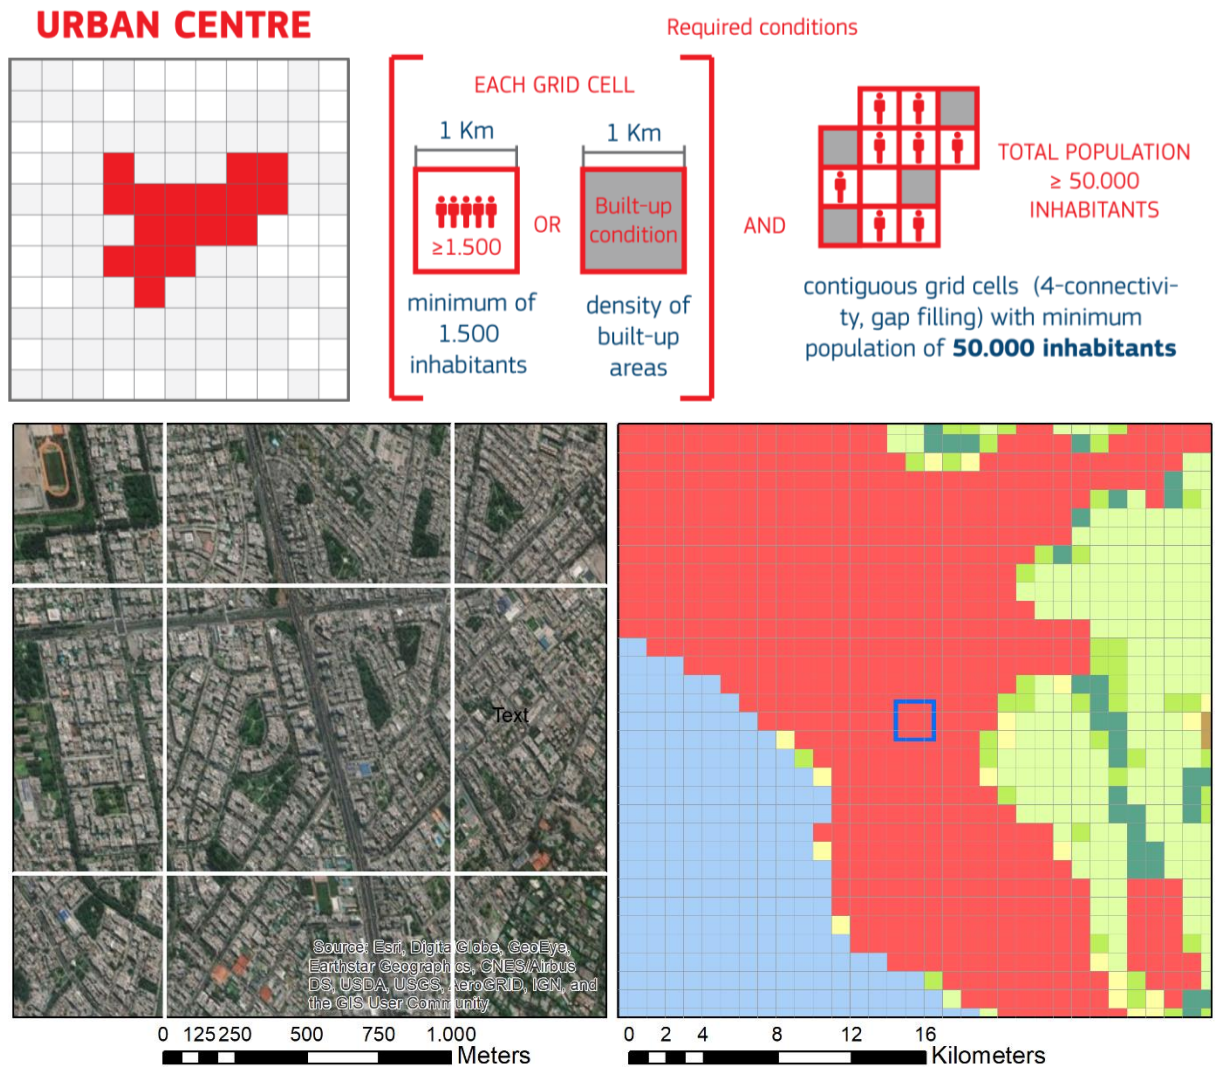 URBAN CENTRE
Required conditions
EACH GRID CELL
1 Km
1 Km
≥1.500
OR
Built-up
condition
minimum of
1.500
inhabitants
density of
built-up
areas
AND
TOTAL POPULATION
≥ 50.000
INHABITANTS
contiguous grid cells (4-connectivi-
ty, gap filling) with minimum
population of 50.000 inhabitants
Text
Source: Esri, DigitalGlobe, GeoEye,
Earthstar Geographics, CNES/Airbus
DS, USDA, USGS, AeroGRID, IGN, and
the GIS User Community
0 125 250 500 750 1.000
Meters
0 2 4 8 12 16
Kilometers